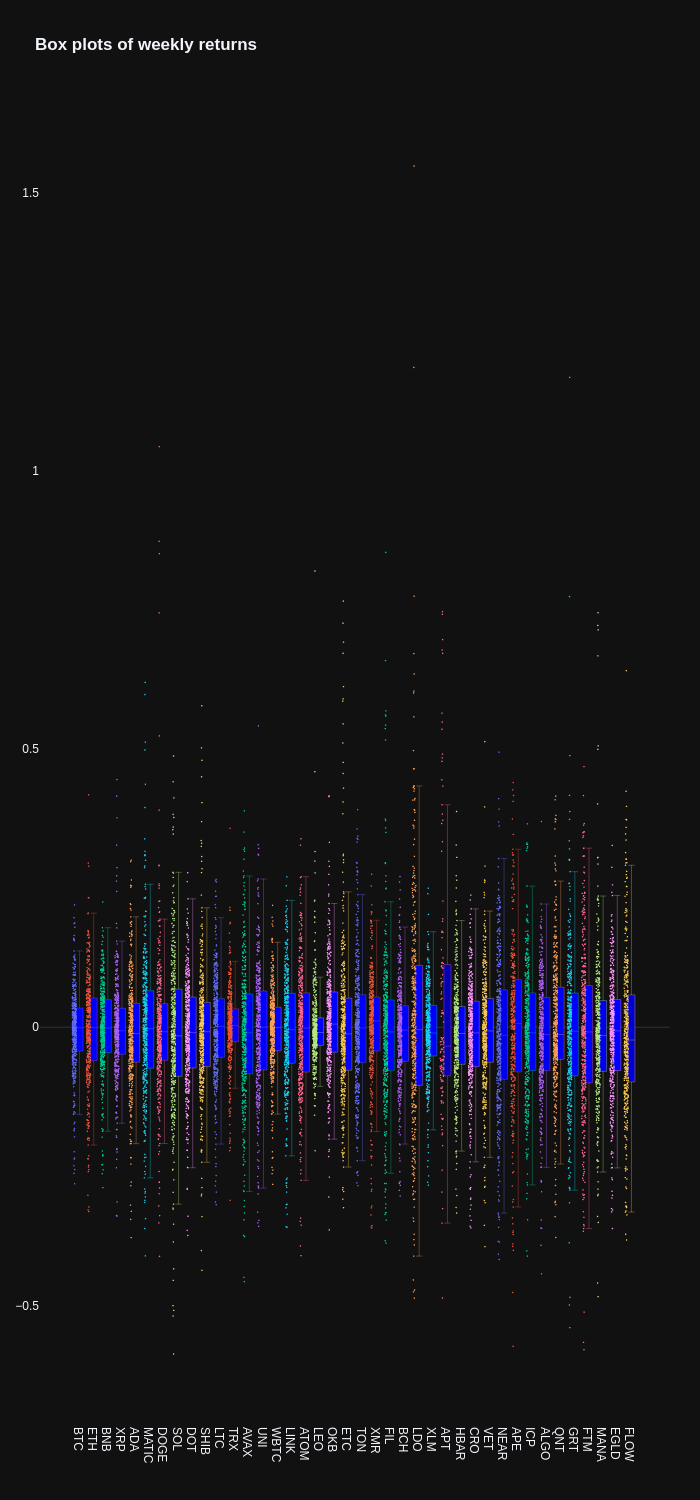 Box plots of weekly returns
1.5
1
0.5
0
−0.5
BTC
ETH
BNB
XRP
ADA
MATIC
DOGE
SOL
DOT
SHIB
LTC
TRX
AVAX
UNI
WBTC
LINK
ATOM
LEO
OKB
ETC
TON
XMR
FIL
BCH
LDO
XLM
APT
HBAR
CRO
VET
NEAR
APE
ICP
ALGO
QNT
GRT
FTM
MANA
EGLD
FLOW